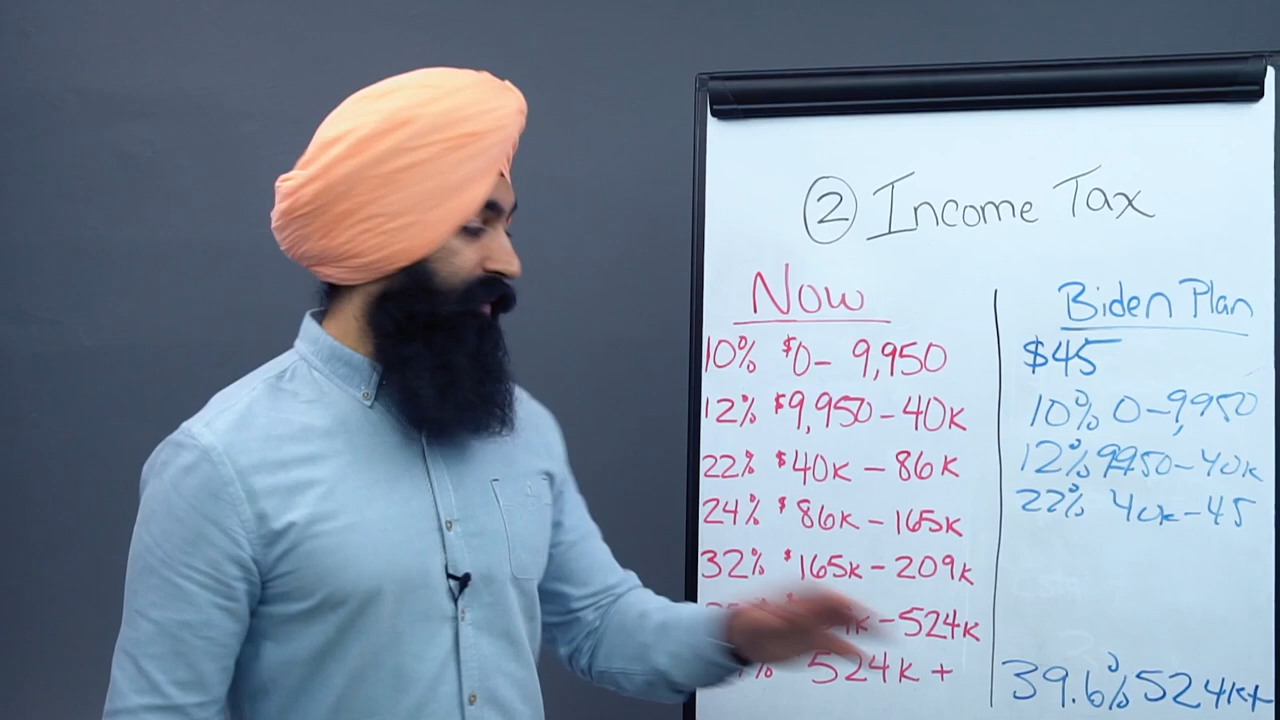 ② Income Tax
Now
10% $0– 9,950
12% $9,950–40K
22% $40K –86K
24% $86K–165K
32% $165K–209K
K–524K
% 524K +
Biden Plan
$45
10% 0–9,950
12% 9950–40K
22% 40K–45
39.6% 524K+